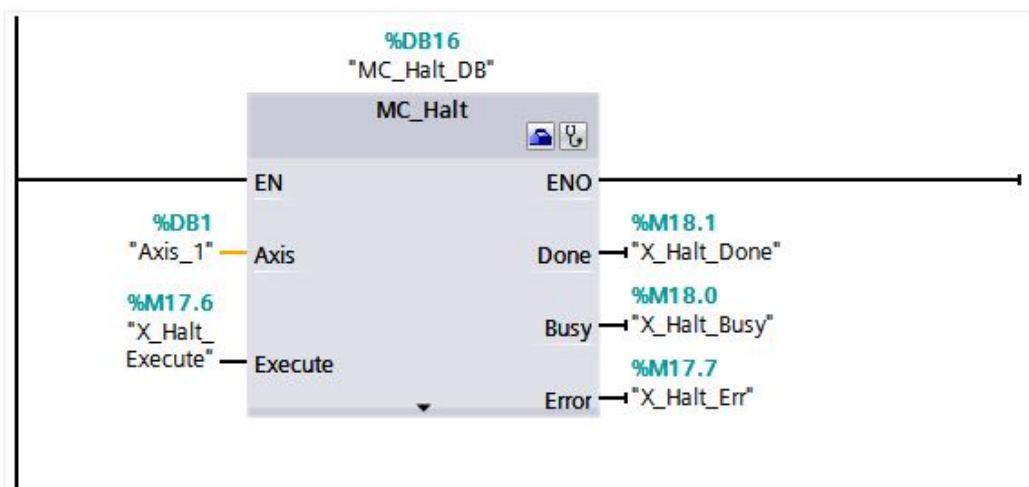 %DB16
"MC_Halt_DB"
MC_Halt
EN
ENO
%DB1
"Axis_1"
Axis
%M18.1
Done
"X_Halt_Done"
%M17.6
"X_Halt_
Execute"
Execute
%M18.0
Busy
"X_Halt_Busy"
%M17.7
Error
"X_Halt_Err"